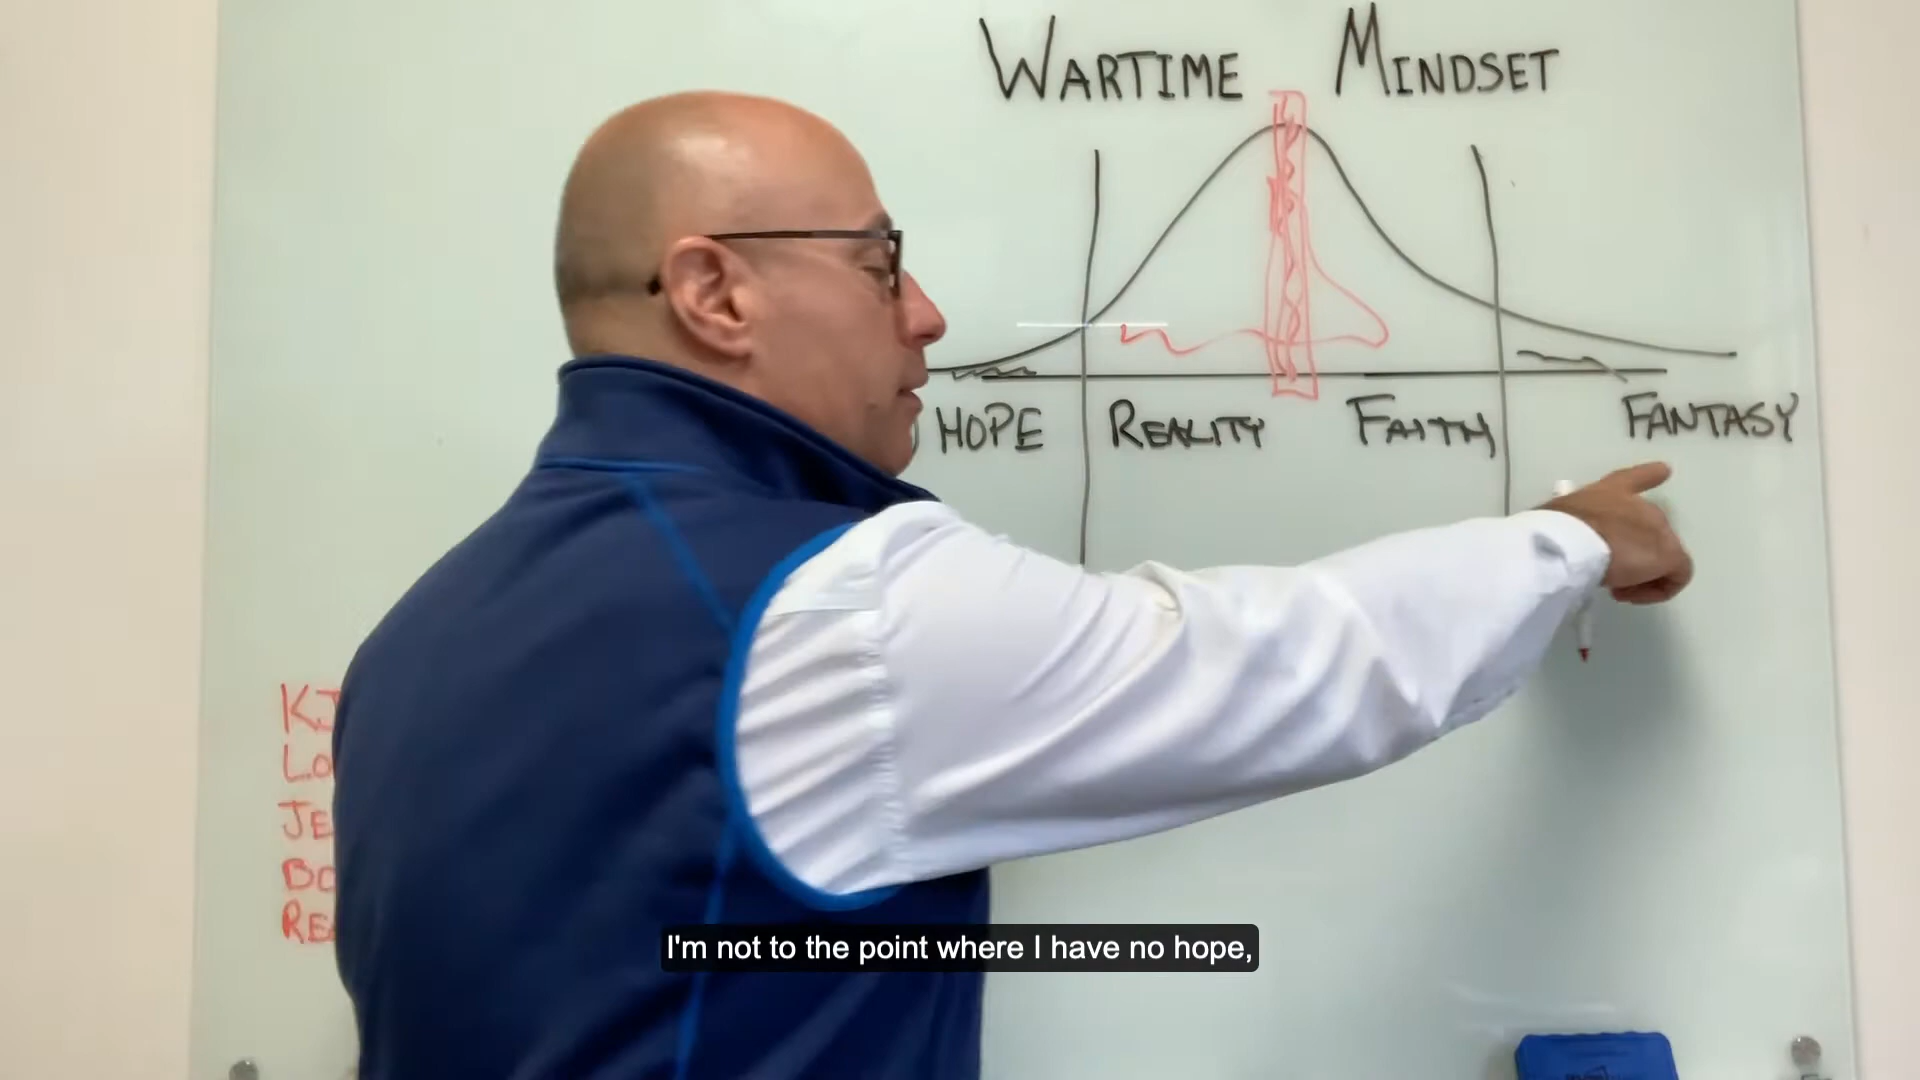 WARTIME MINDSET
HOPE REALITY FAITH FANTASY
KJ
LO
JE
BO
RE
I'm not to the point where I have no hope,